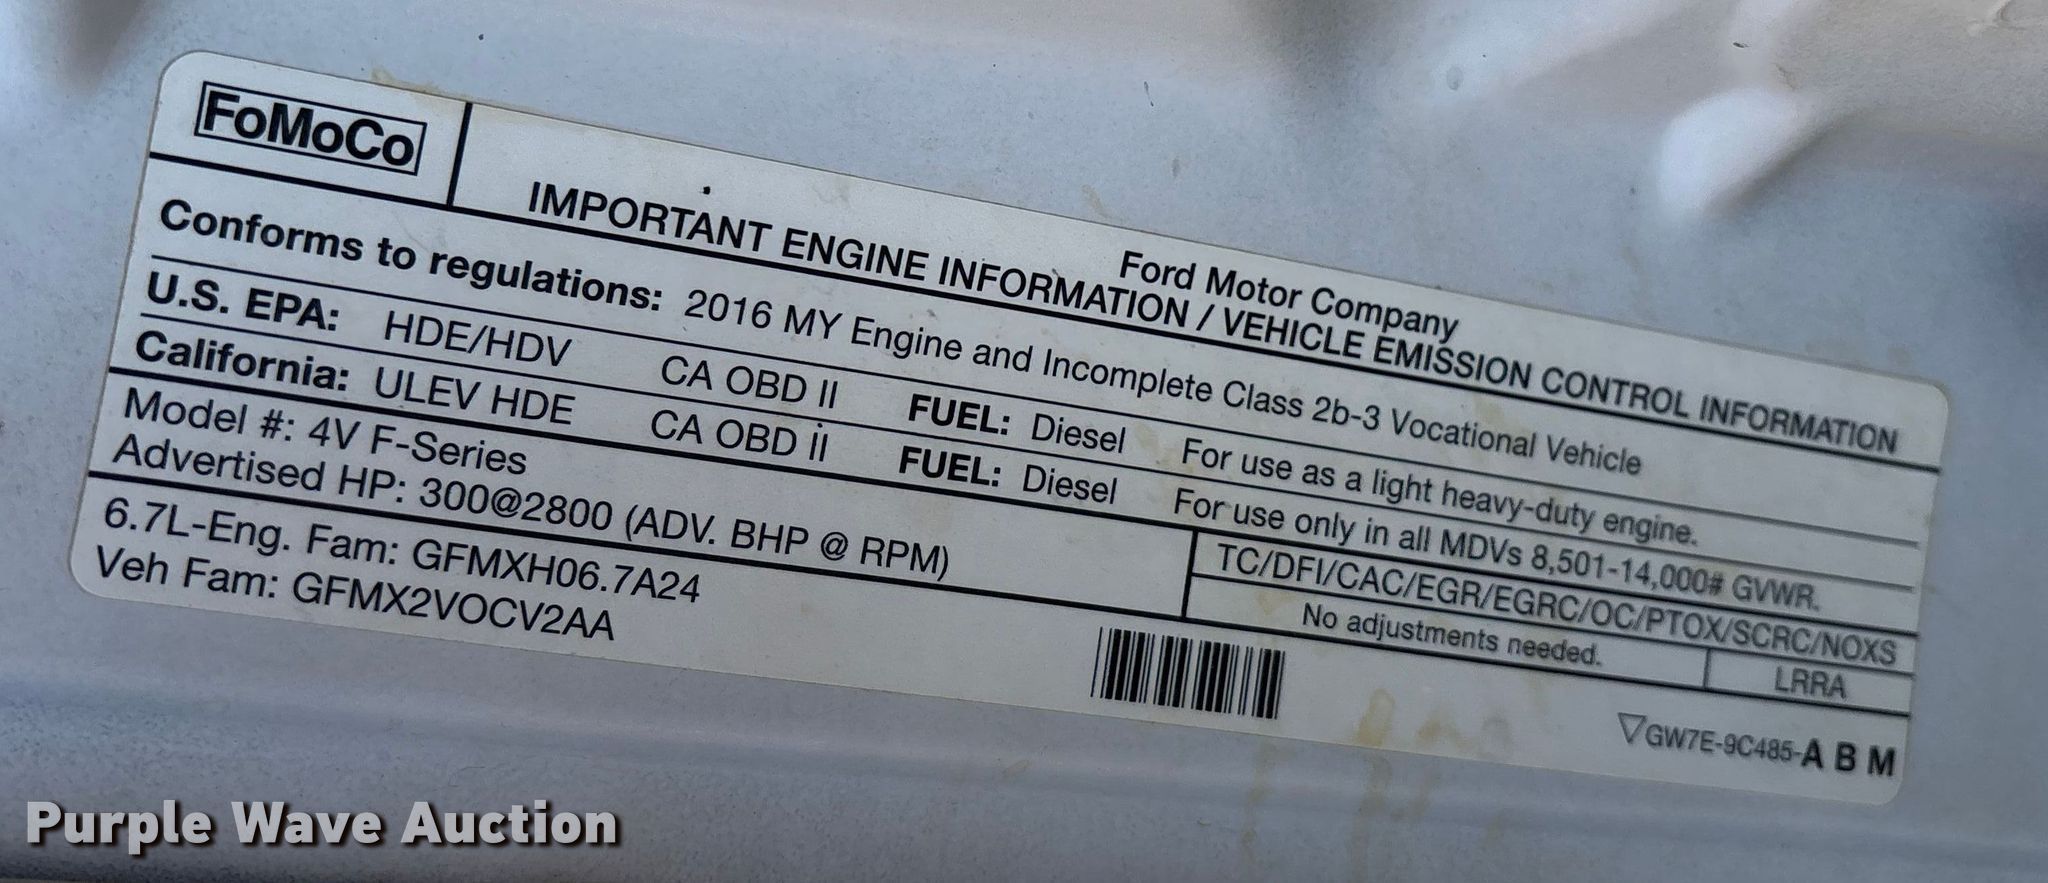 FoMoCo
Ford Motor Company
IMPORTANT ENGINE INFORMATION / VEHICLE EMISSION CONTROL INFORMATION
Conforms to regulations: 2016 MY Engine and Incomplete Class 2b-3 Vocational Vehicle
U.S. EPA: HDE/HDV CA OBD II FUEL: Diesel For use as a light heavy-duty engine.
California: ULEV HDE CA OBD II FUEL: Diesel For use only in all MDVs 8,501-14,000# GVWR.
Model #: 4V F-Series
Advertised HP: 300@2800 (ADV. BHP @ RPM)
TC/DFI/CAC/EGR/EGRC/OC/PTOX/SCRC/NOXS
No adjustments needed.
LRRA
6.7L-Eng. Fam: GFMXH06.7A24
Veh Fam: GFMX2VOCV2AA
GW7E-9C485-A B M
Purple Wave Auction